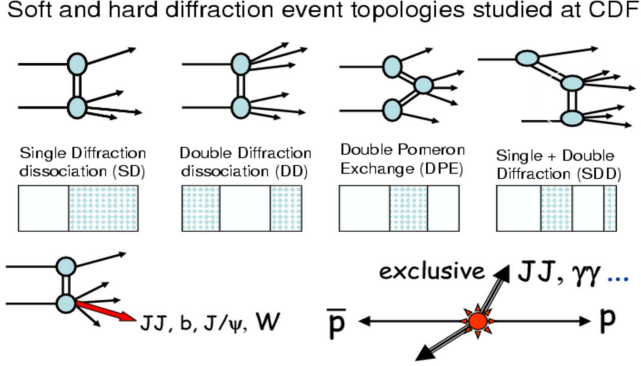 Soft and hard diffraction event topologies studied at CDF
Single Diffraction
dissociation (SD)
Double Diffraction
dissociation (DD)
Double Pomeron
Exchange (DPE)
Single + Double
Diffraction (SDD)
JJ, b, J/ψ, W
exclusive JJ, γγ ...
p̅ p